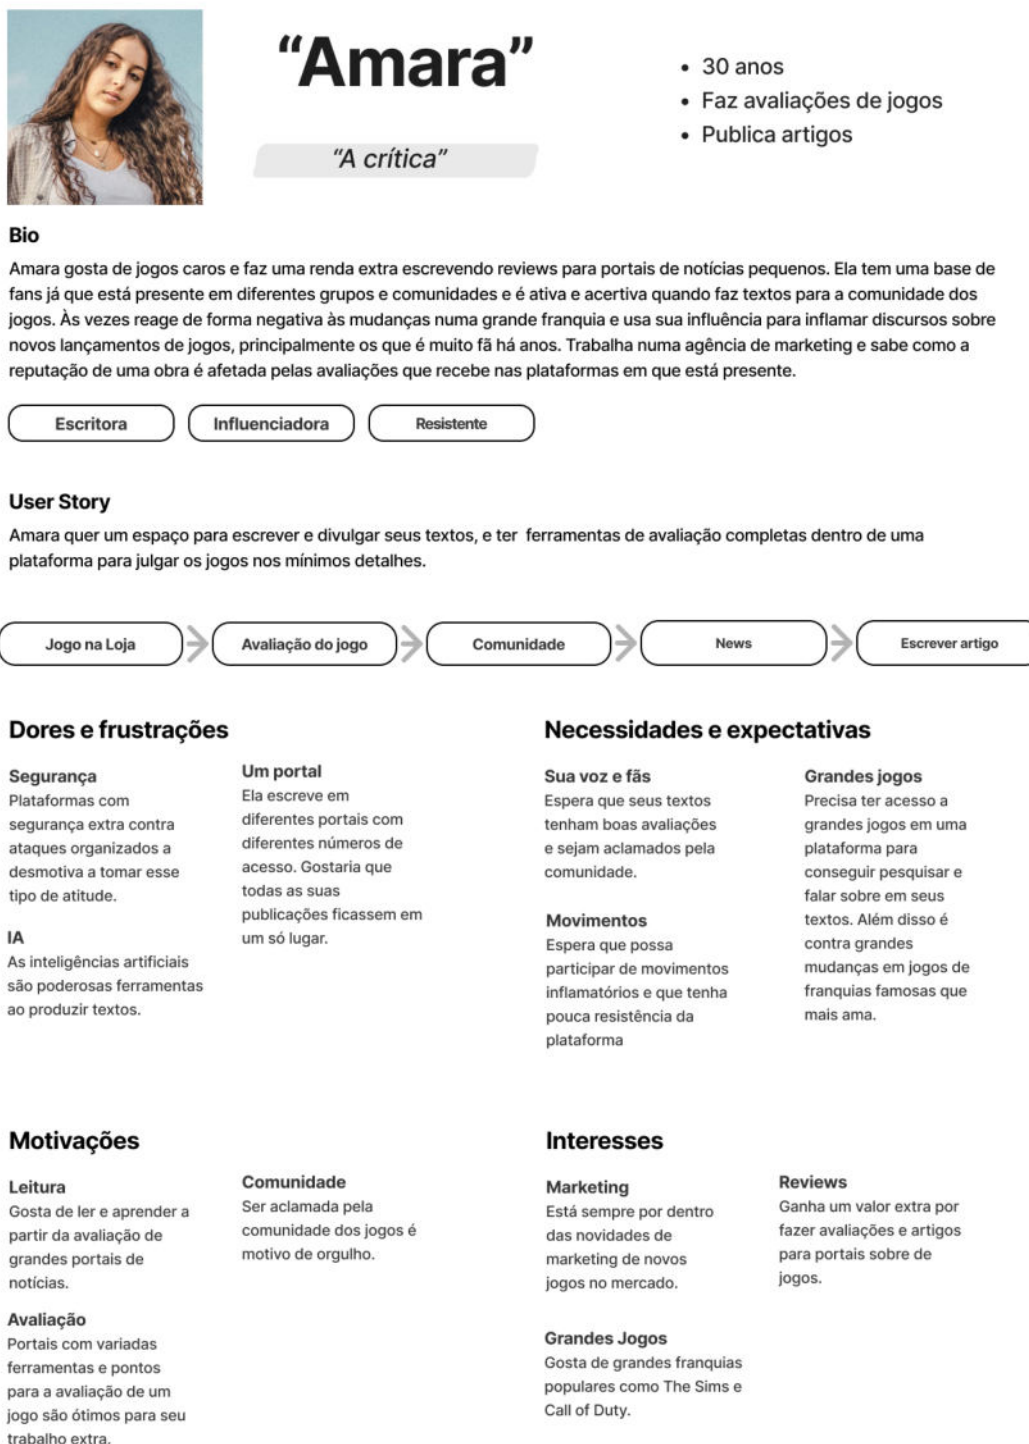 “Amara”
“A crítica”
• 30 anos
• Faz avaliações de jogos
• Publica artigos
Bio
Amara gosta de jogos caros e faz uma renda extra escrevendo reviews para portais de notícias pequenos. Ela tem uma base de
fans já que está presente em diferentes grupos e comunidades e é ativa e acertiva quando faz textos para a comunidade dos
jogos. Às vezes reage de forma negativa às mudanças numa grande franquia e usa sua influência para inflamar discursos sobre
novos lançamentos de jogos, principalmente os que é muito fã há anos. Trabalha numa agência de marketing e sabe como a
reputação de uma obra é afetada pelas avaliações que recebe nas plataformas em que está presente.
Escritora
Influenciadora
Resistente
User Story
Amara quer um espaço para escrever e divulgar seus textos, e ter ferramentas de avaliação completas dentro de uma
plataforma para julgar os jogos nos mínimos detalhes.
Jogo na Loja
Avaliação do jogo
Comunidade
News
Escrever artigo
Dores e frustrações
Segurança
Plataformas com
segurança extra contra
ataques organizados a
desmotiva a tomar esse
tipo de atitude.
IA
As inteligências artificiais
são poderosas ferramentas
ao produzir textos.
Um portal
Ela escreve em
diferentes portais com
diferentes números de
acesso. Gostaria que
todas as suas
publicações ficassem em
um só lugar.
Necessidades e expectativas
Sua voz e fãs
Espera que seus textos
tenham boas avaliações
e sejam aclamados pela
comunidade.
Movimentos
Espera que possa
participar de movimentos
inflamatórios e que tenha
pouca resistência da
plataforma
Grandes jogos
Precisa ter acesso a
grandes jogos em uma
plataforma para
conseguir pesquisar e
falar sobre em seus
textos. Além disso é
contra grandes
mudanças em jogos de
franquias famosas que
mais ama.
Motivações
Leitura
Gosta de ler e aprender a
partir da avaliação de
grandes portais de
notícias.
Avaliação
Portais com variadas
ferramentas e pontos
para a avaliação de um
jogo são ótimos para seu
trabalho extra.
Comunidade
Ser aclamada pela
comunidade dos jogos é
motivo de orgulho.
Interesses
Marketing
Está sempre por dentro
das novidades de
marketing de novos
jogos no mercado.
Grandes Jogos
Gosta de grandes franquias
populares como The Sims e
Call of Duty.
Reviews
Ganha um valor extra por
fazer avaliações e artigos
para portais sobre de
jogos.